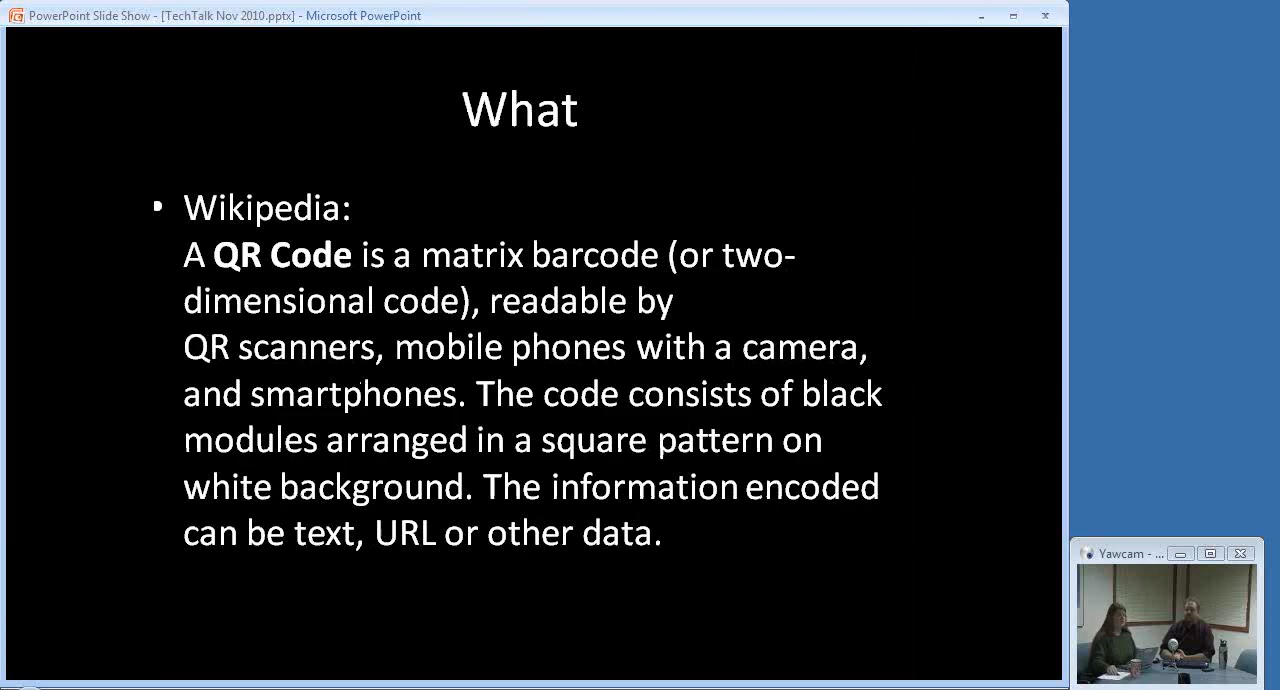 PowerPoint Slide Show - [TechTalk Nov 2010.pptx] - Microsoft PowerPoint
What
• Wikipedia:
A QR Code is a matrix barcode (or two-
dimensional code), readable by
QR scanners, mobile phones with a camera,
and smartphones. The code consists of black
modules arranged in a square pattern on
white background. The information encoded
can be text, URL or other data.
Yawcam - ...